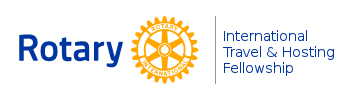 Rotary
ROTARY
INTERNATIONAL
International
Travel & Hosting
Fellowship